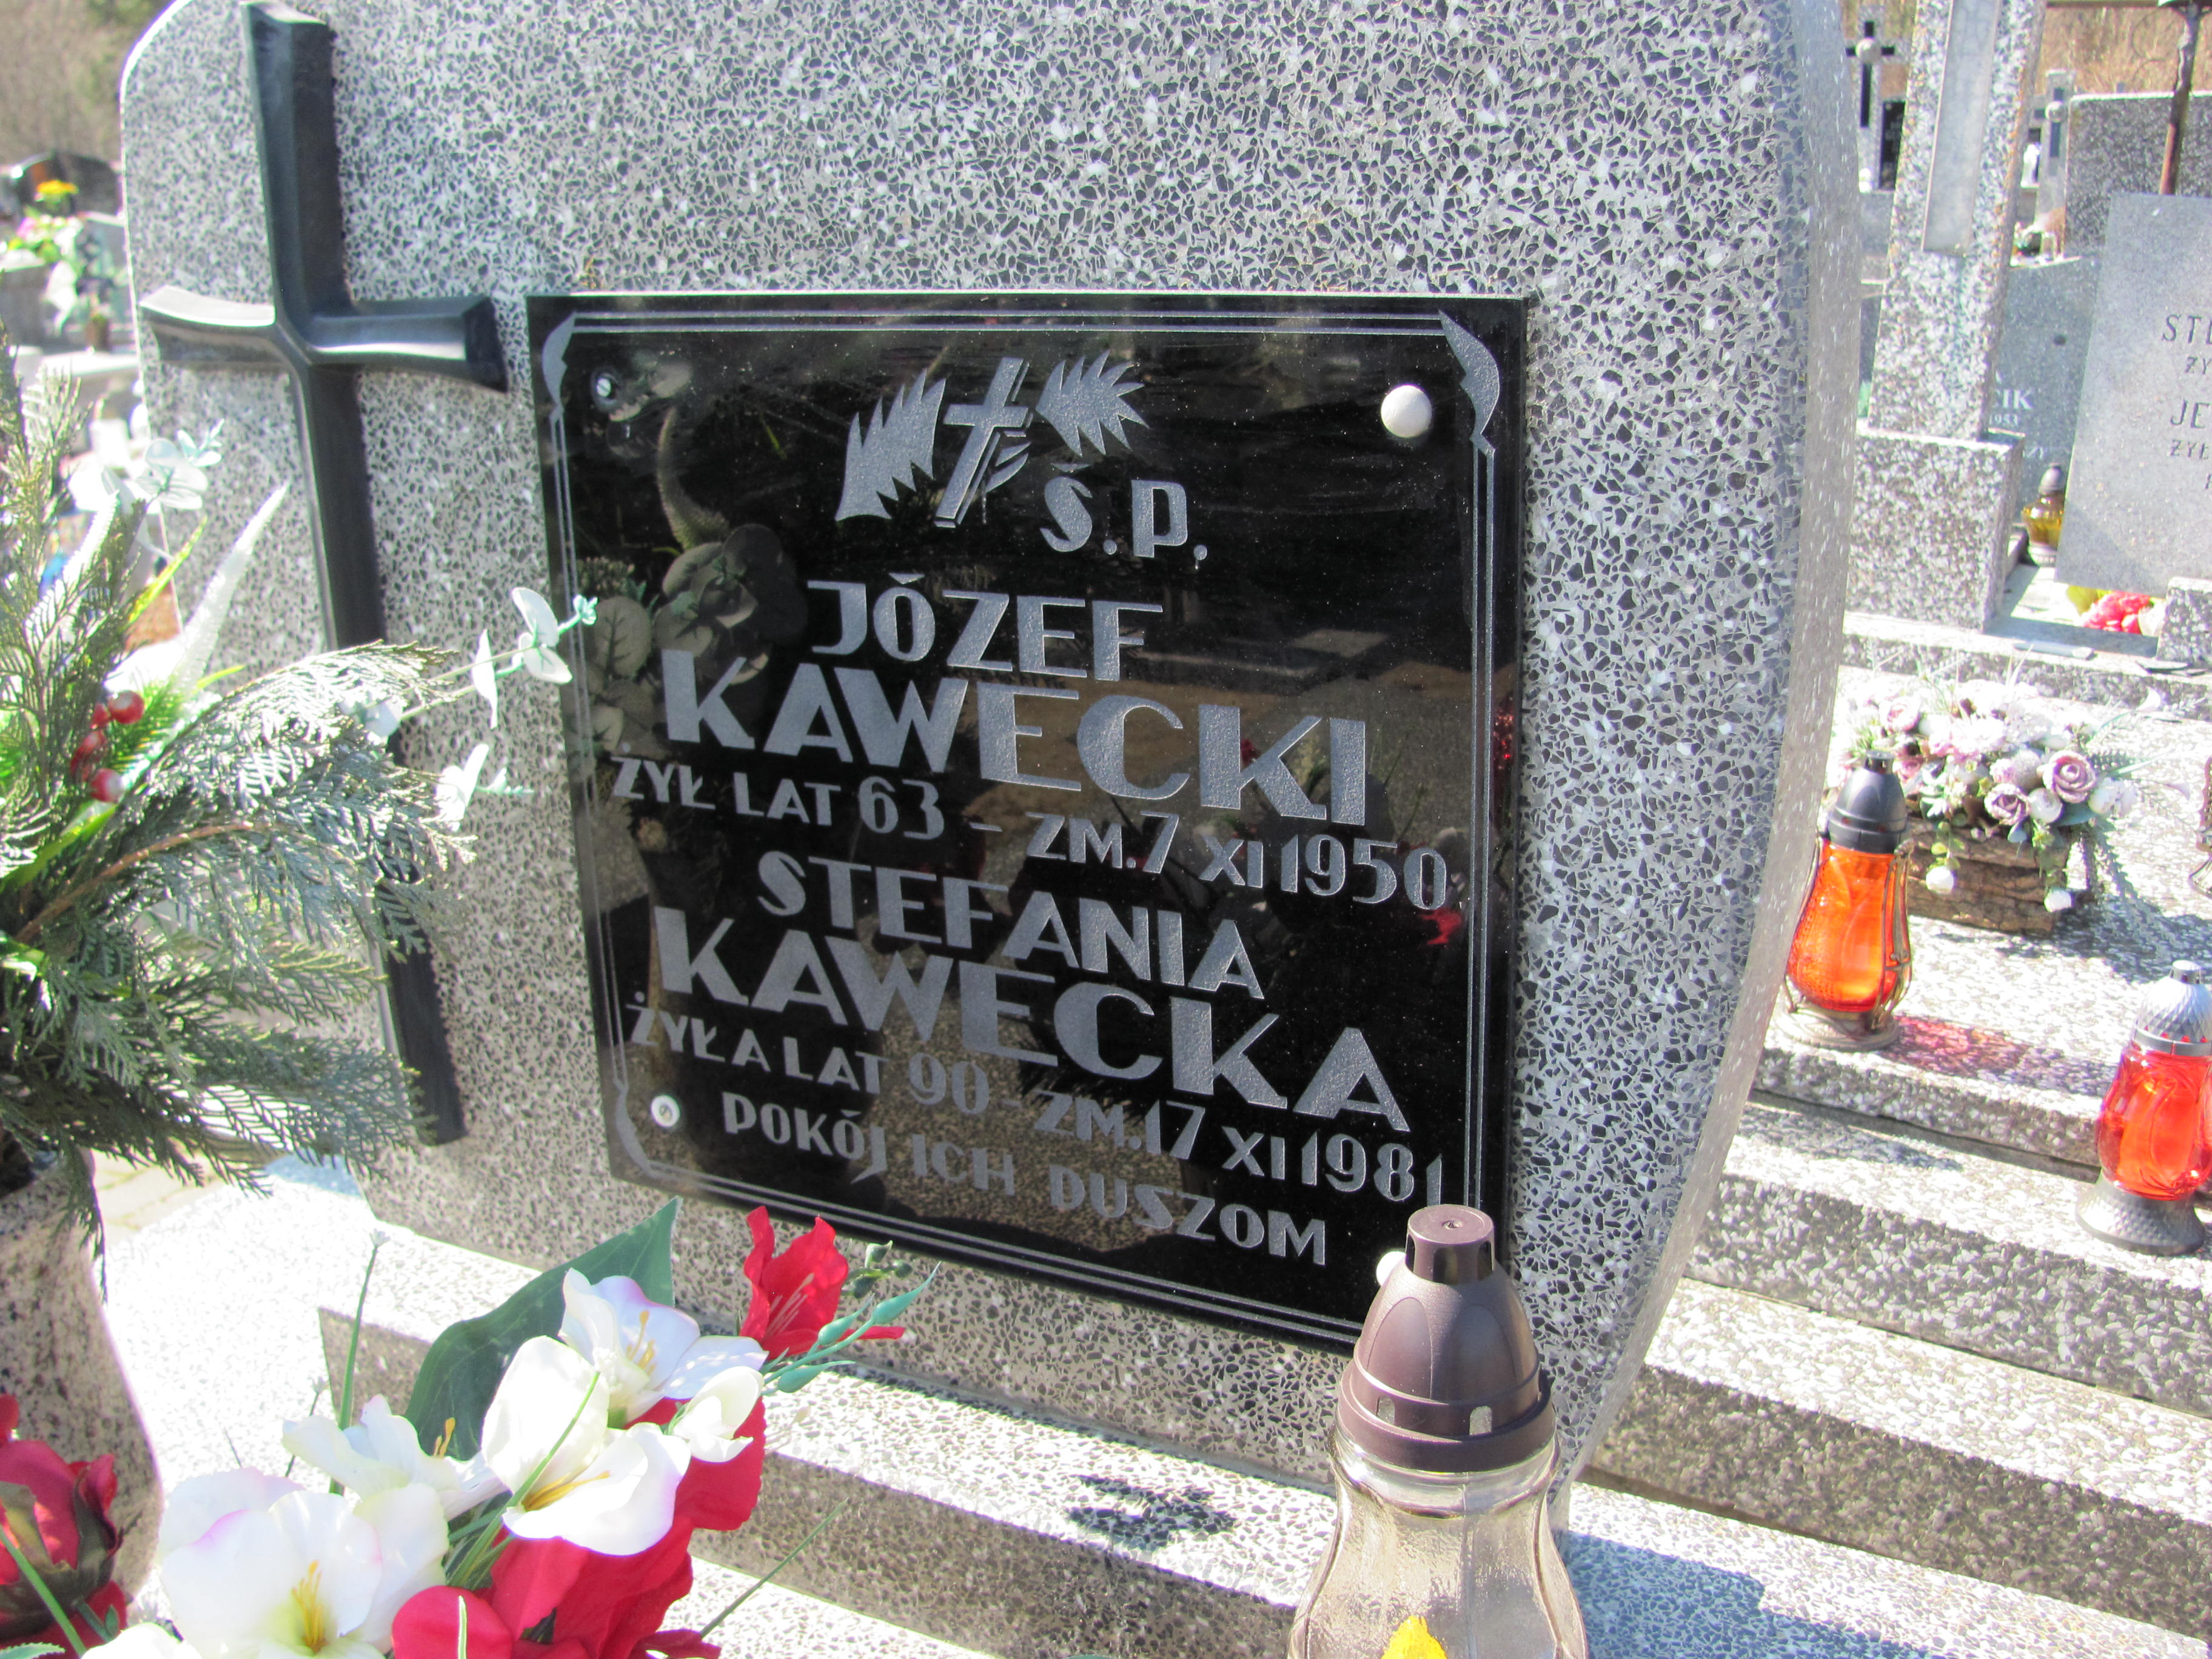 Ś.P.
JÓZEF
KAWECKI
ŻYŁ LAT 63 – ZM.7 XI 1950
STEFANIA
KAWECKA
ŻYŁA LAT 90 - ZM.17 XI 1981
POKÓJ ICH DUSZOM